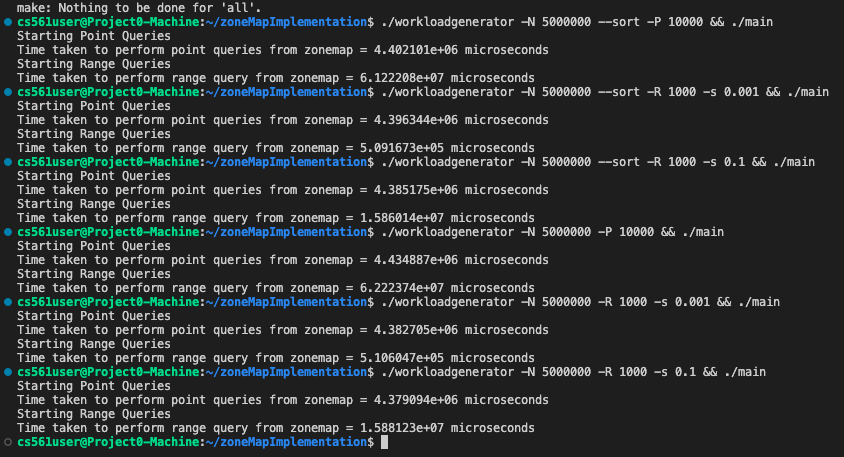 make: Nothing to be done for 'all'.
cs561user@Project0-Machine:~/zoneMapImplementation$ ./workloadgenerator -N 5000000 --sort -P 10000 && ./main
Starting Point Queries
Time taken to perform point queries from zonemap = 4.402101e+06 microseconds
Starting Range Queries
Time taken to perform range query from zonemap = 6.122208e+07 microseconds
cs561user@Project0-Machine:~/zoneMapImplementation$ ./workloadgenerator -N 5000000 --sort -R 1000 -s 0.001 && ./main
Starting Point Queries
Time taken to perform point queries from zonemap = 4.396344e+06 microseconds
Starting Range Queries
Time taken to perform range query from zonemap = 5.091673e+05 microseconds
cs561user@Project0-Machine:~/zoneMapImplementation$ ./workloadgenerator -N 5000000 --sort -R 1000 -s 0.1 && ./main
Starting Point Queries
Time taken to perform point queries from zonemap = 4.385175e+06 microseconds
Starting Range Queries
Time taken to perform range query from zonemap = 1.586014e+07 microseconds
cs561user@Project0-Machine:~/zoneMapImplementation$ ./workloadgenerator -N 5000000 -P 10000 && ./main
Starting Point Queries
Time taken to perform point queries from zonemap = 4.434887e+06 microseconds
Starting Range Queries
Time taken to perform range query from zonemap = 6.222374e+07 microseconds
cs561user@Project0-Machine:~/zoneMapImplementation$ ./workloadgenerator -N 5000000 -R 1000 -s 0.001 && ./main
Starting Point Queries
Time taken to perform point queries from zonemap = 4.382705e+06 microseconds
Starting Range Queries
Time taken to perform range query from zonemap = 5.106047e+05 microseconds
cs561user@Project0-Machine:~/zoneMapImplementation$ ./workloadgenerator -N 5000000 -R 1000 -s 0.1 && ./main
Starting Point Queries
Time taken to perform point queries from zonemap = 4.379094e+06 microseconds
Starting Range Queries
Time taken to perform range query from zonemap = 1.588123e+07 microseconds
cs561user@Project0-Machine:~/zoneMapImplementation$